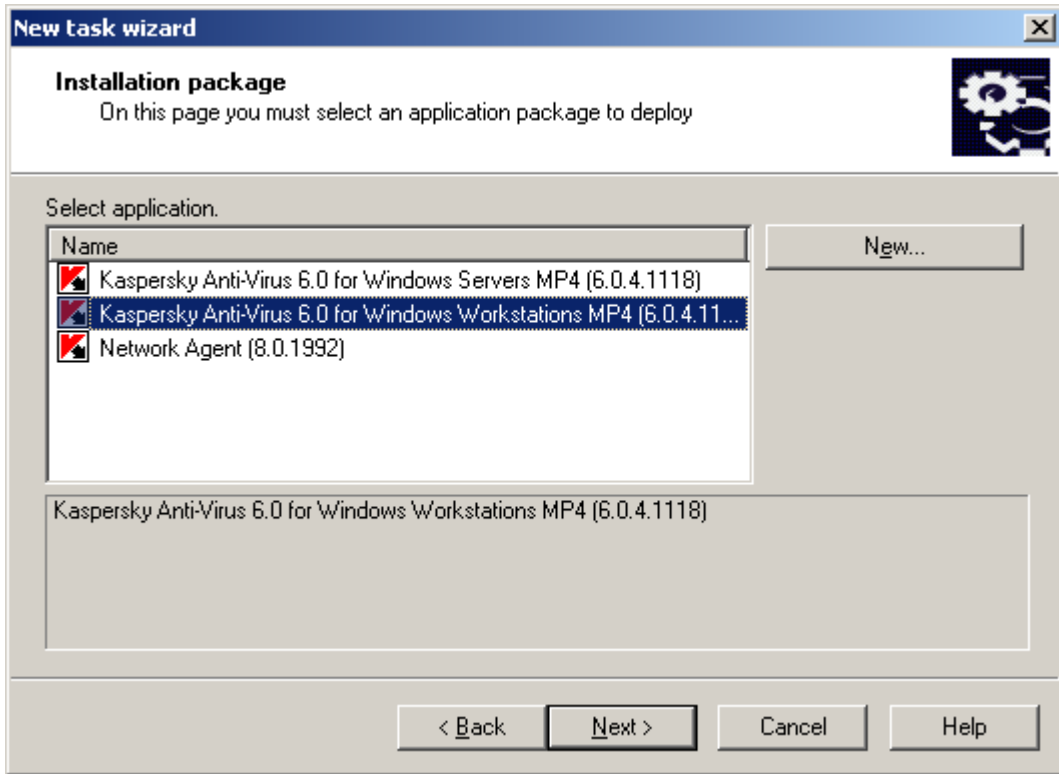 New task wizard
Installation package
On this page you must select an application package to deploy
Select application.
Name
New...
Kaspersky Anti-Virus 6.0 for Windows Servers MP4 (6.0.4.1118)
Kaspersky Anti-Virus 6.0 for Windows Workstations MP4 (6.0.4.11...
Network Agent (8.0.1992)
Kaspersky Anti-Virus 6.0 for Windows Workstations MP4 (6.0.4.1118)
< Back
Next >
Cancel
Help